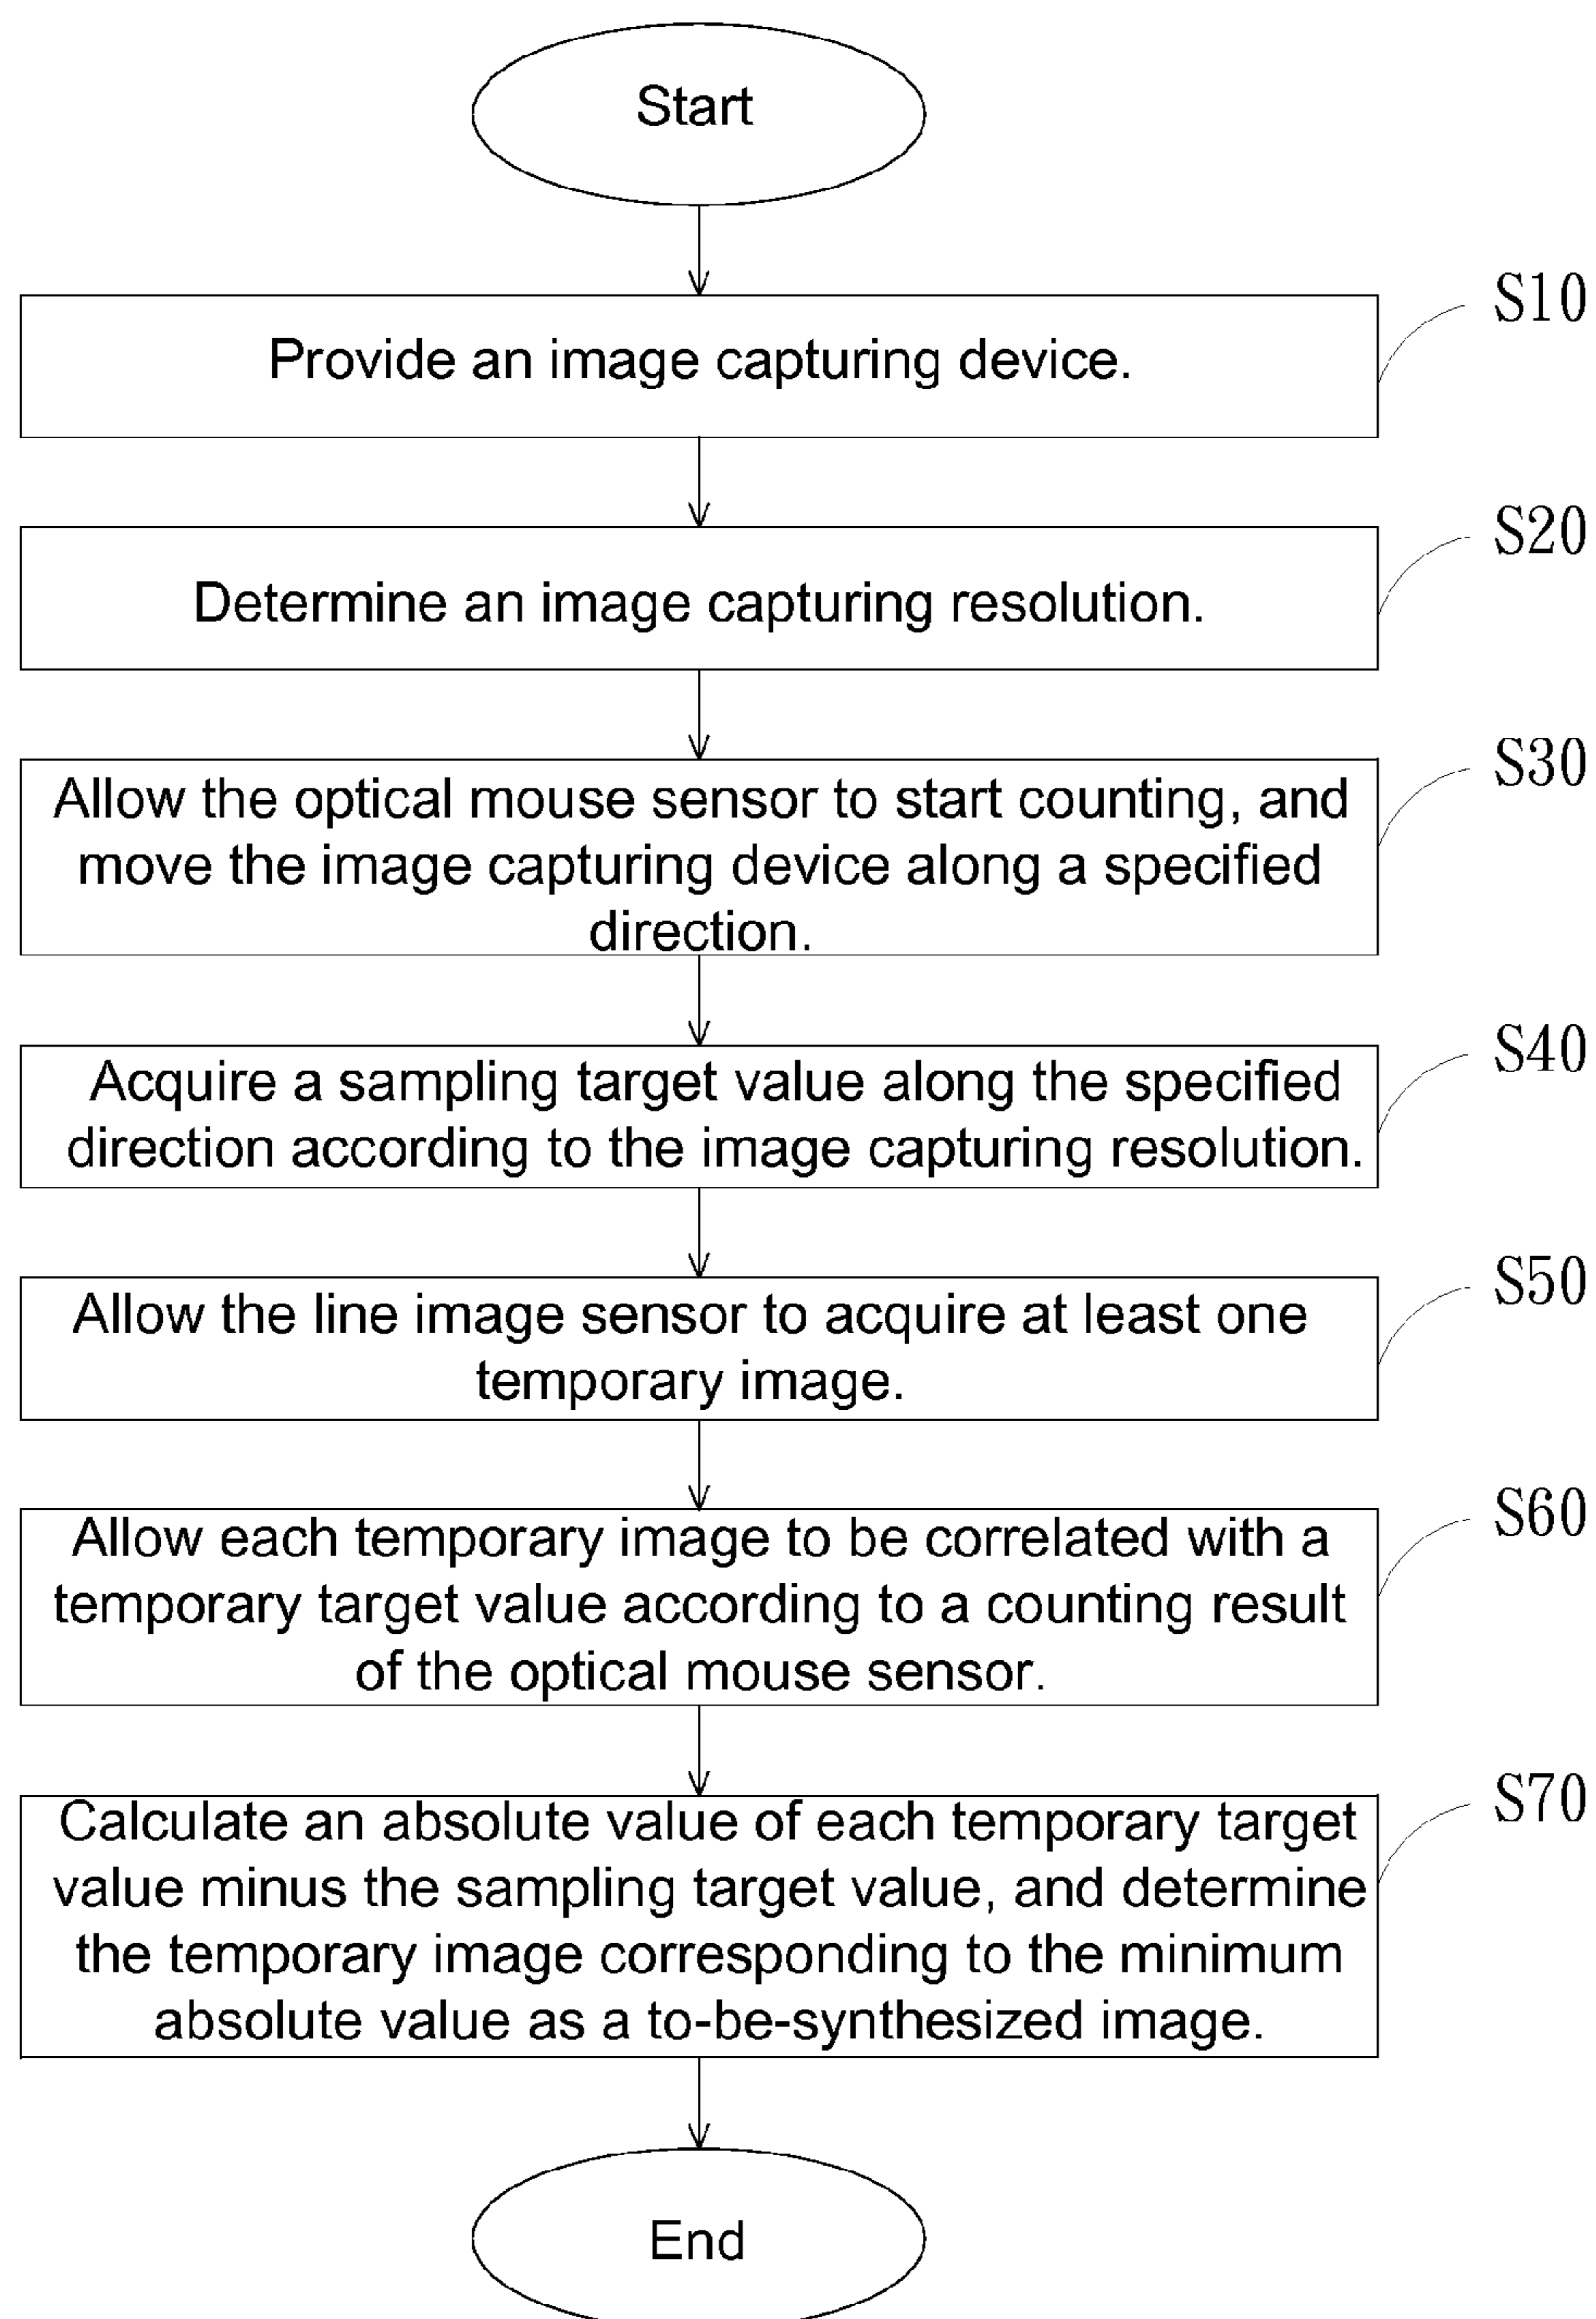 Start
S10
Provide an image capturing device.
S20
Determine an image capturing resolution.
S30
Allow the optical mouse sensor to start counting, and
move the image capturing device along a specified
direction.
S40
Acquire a sampling target value along the specified
direction according to the image capturing resolution.
S50
Allow the line image sensor to acquire at least one
temporary image.
S60
Allow each temporary image to be correlated with a
temporary target value according to a counting result
of the optical mouse sensor.
S70
Calculate an absolute value of each temporary target
value minus the sampling target value, and determine
the temporary image corresponding to the minimum
absolute value as a to-be-synthesized image.
End